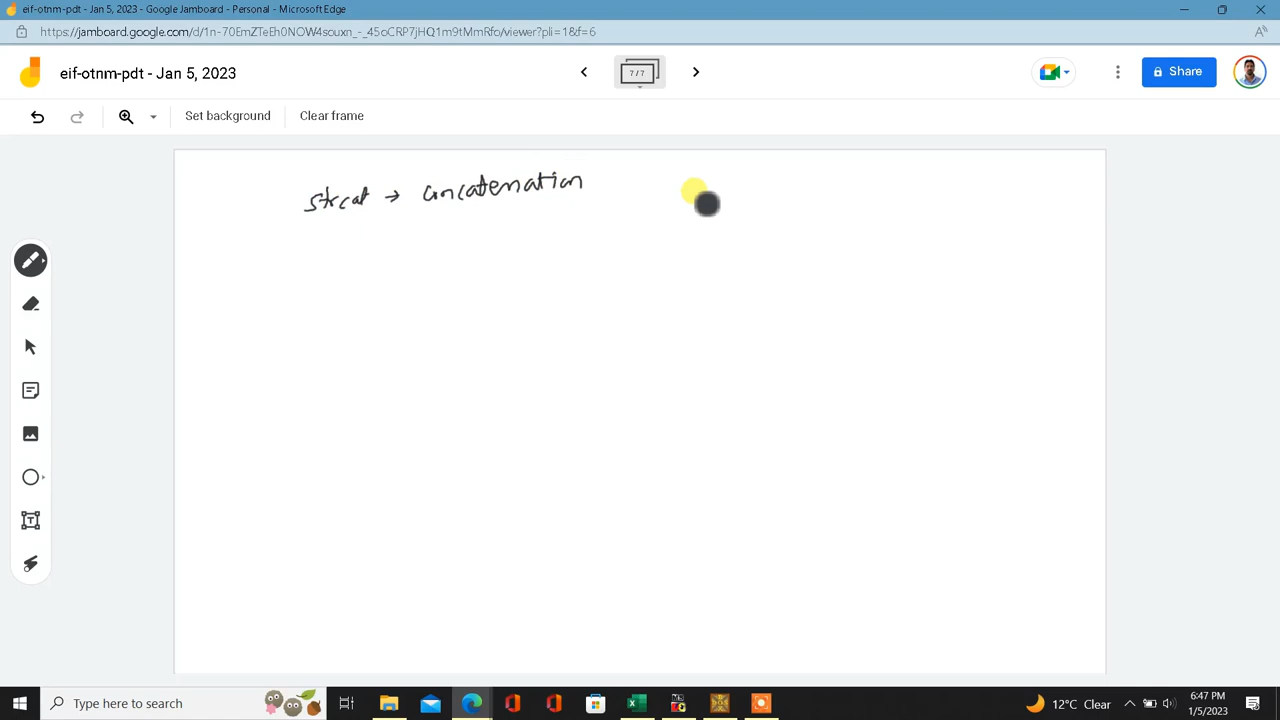 eif-otnm-pdt - Jan 5, 2023 - Google Jamboard - Personal - Microsoft Edge
https://jamboard.google.com/d/1n-70EmZTeEh0NOW4souxn_-_45oCRP7jHQ1m9tMmRfo/viewer?pli=1&f=6
eif-otnm-pdt - Jan 5, 2023
7 / 7
Share
Set background
Clear frame
strcat → concatenation
Type here to search
12°C Clear
6:47 PM
1/5/2023